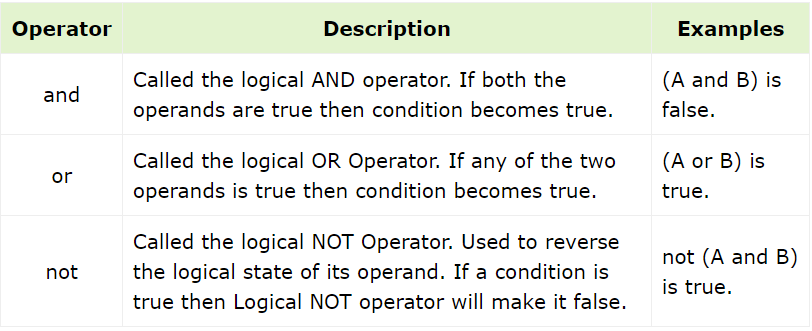 Operator Description Examples
and
Called the logical AND operator. If both the
operands are true then condition becomes true.
(A and B) is
false.
or
Called the logical OR Operator. If any of the two
operands is true then condition becomes true.
(A or B) is
true.
not
Called the logical NOT Operator. Used to reverse
the logical state of its operand. If a condition is
true then Logical NOT operator will make it false.
not (A and B)
is true.